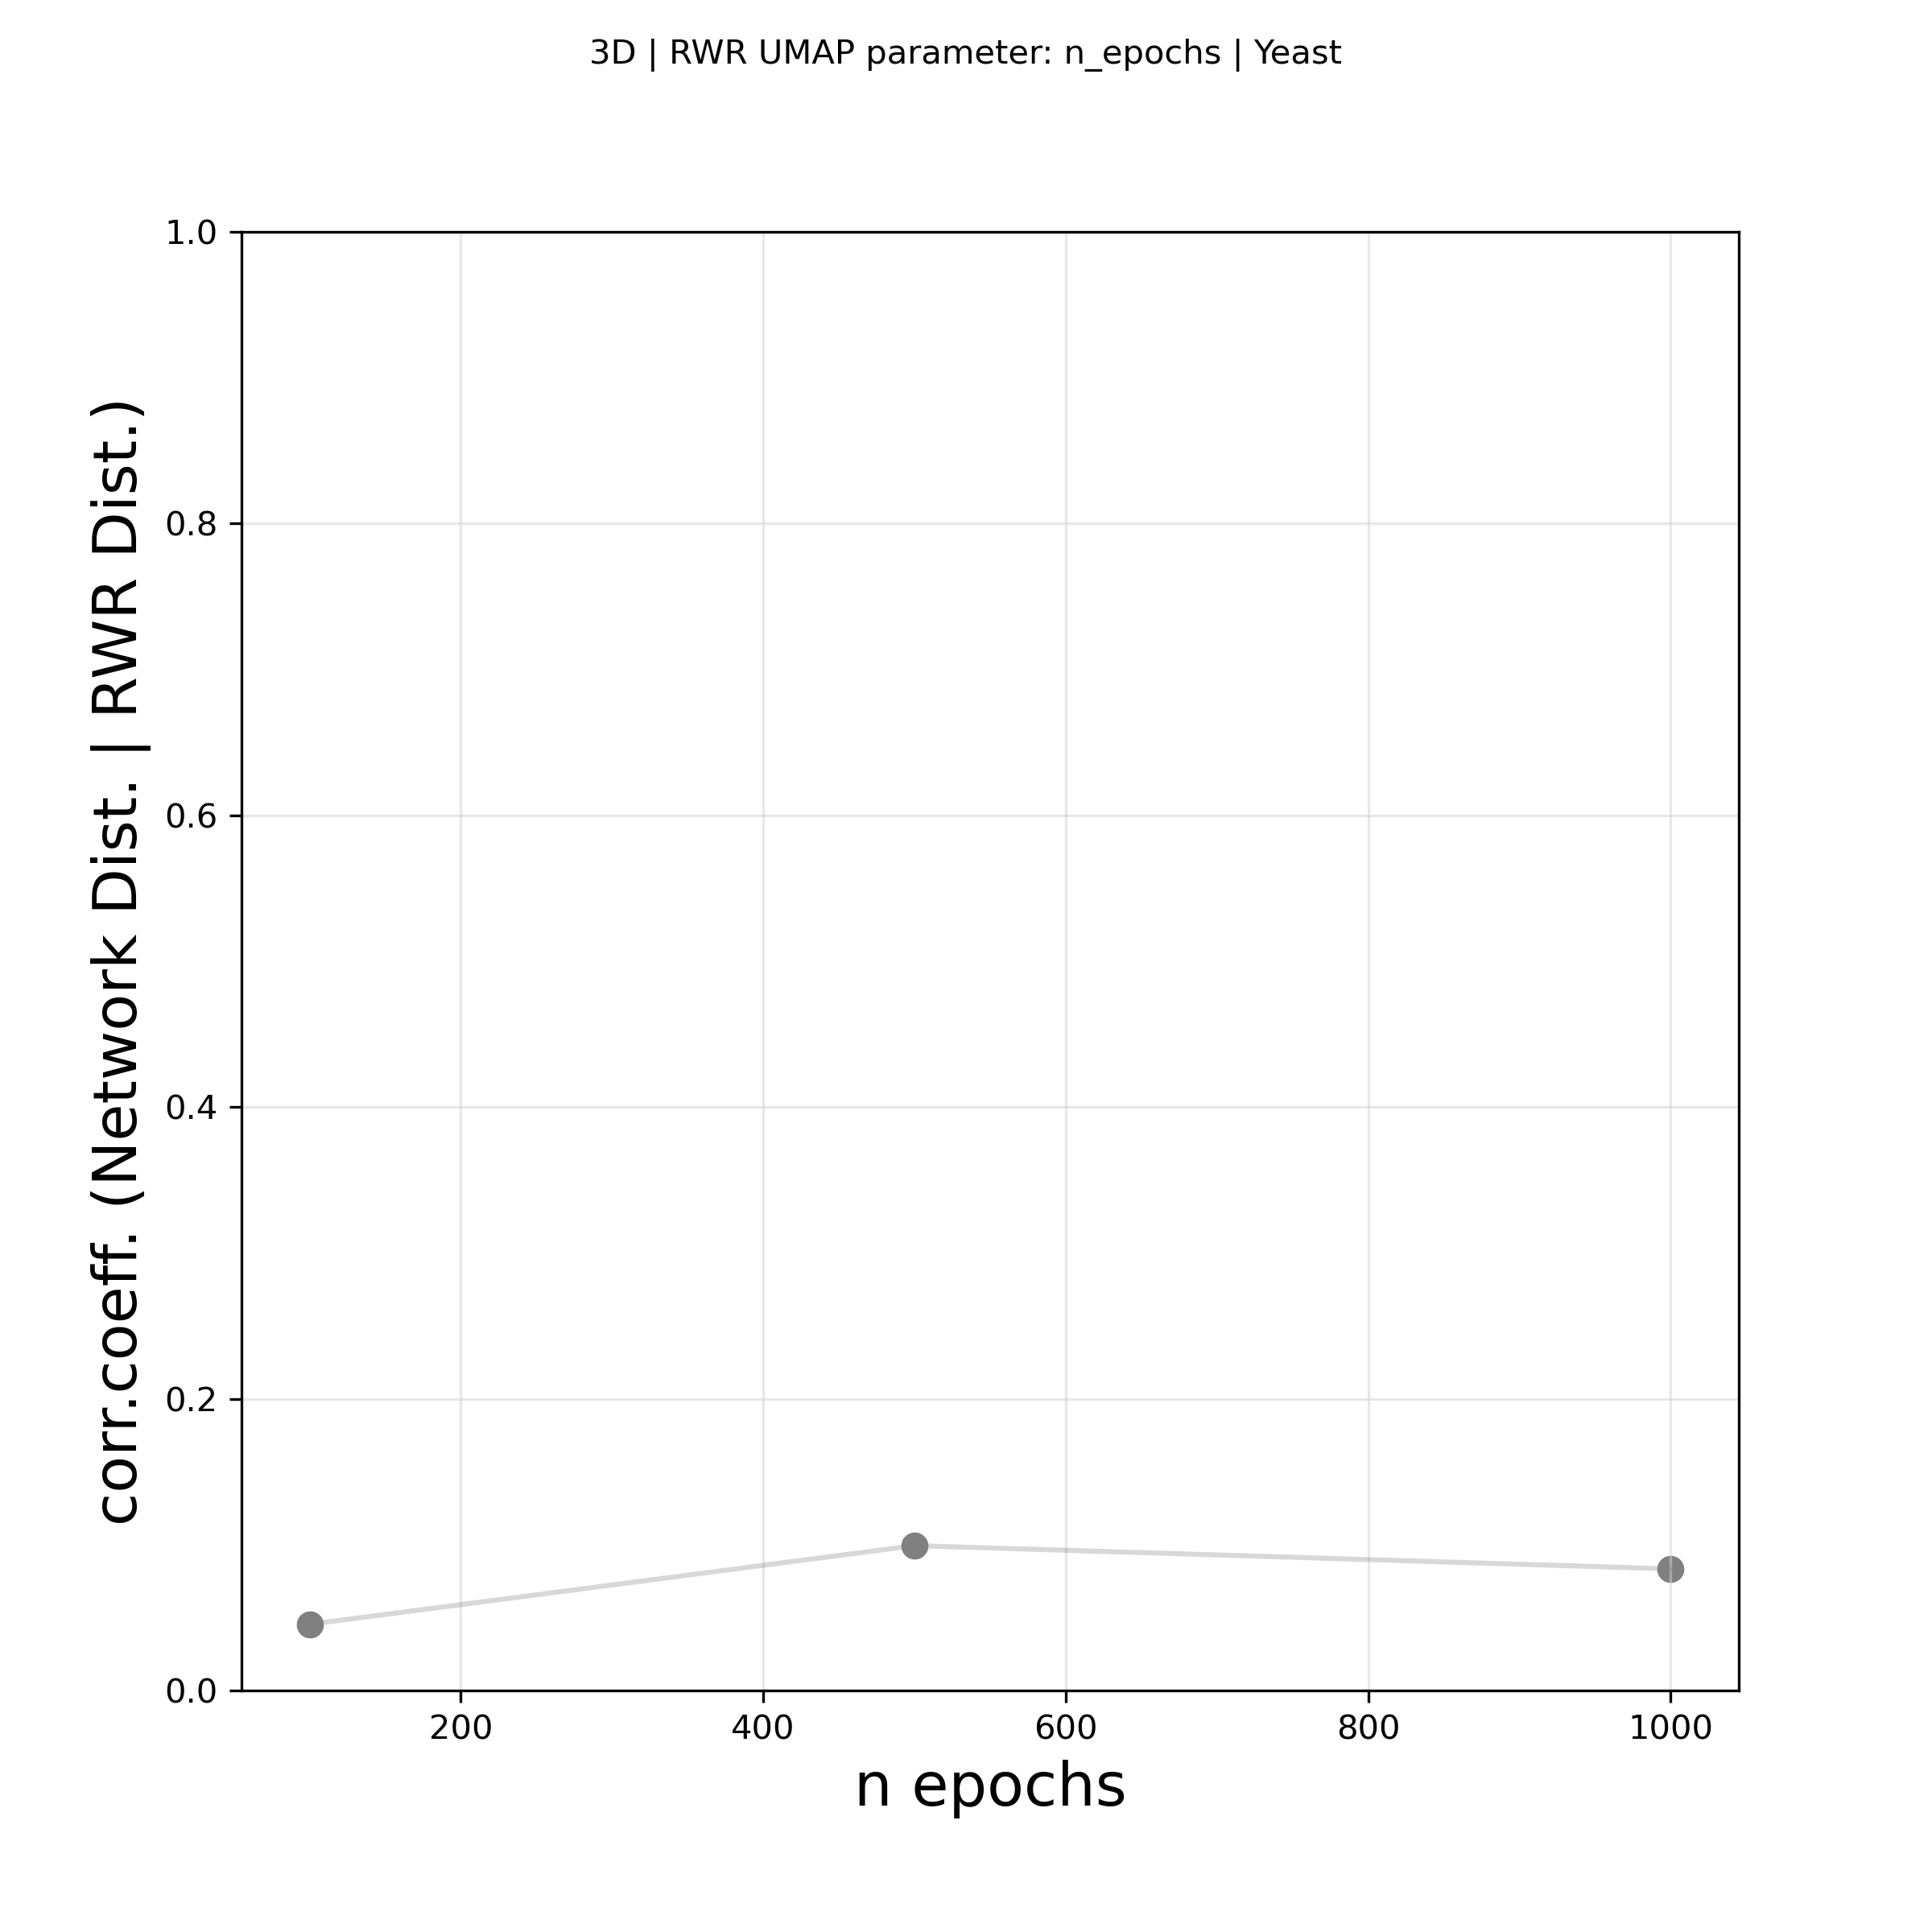 3D | RWR UMAP parameter: n_epochs | Yeast
corr.coeff. (Network Dist. | RWR Dist.)
1.0
0.8
0.6
0.4
0.2
0.0
200 400 600 800 1000
n epochs